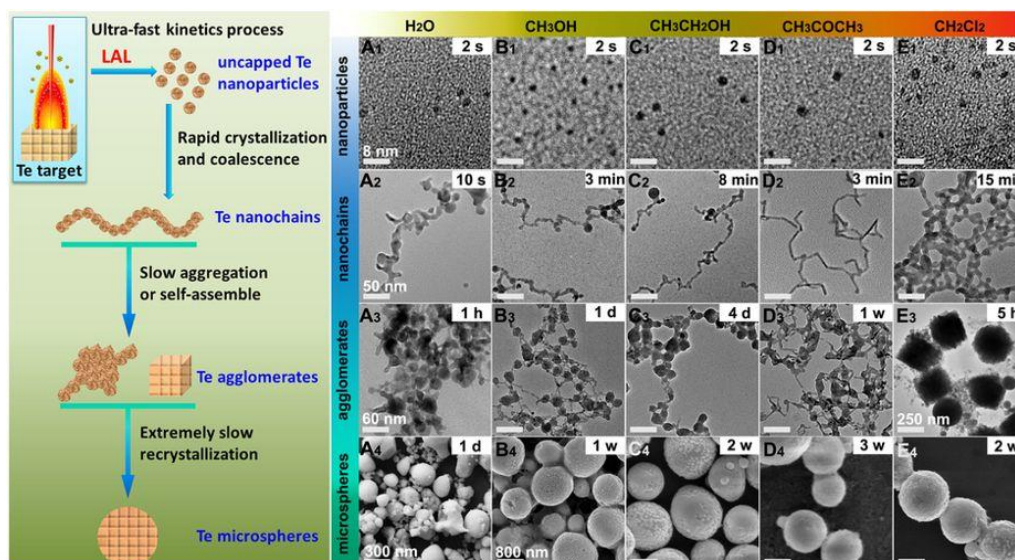 Ultra-fast kinetics process
LAL
uncapped Te
nanoparticles
Te target
Rapid crystallization
and coalescence
Te nanochains
Slow aggregation
or self-assemble
Te agglomerates
Extremely slow
recrystallization
Te microspheres
H2O CH3OH CH3CH2OH CH3COCH3 CH2Cl2
nanoparticles
A1 2 s B1 2 s C1 2 s D1 2 s E1 2 s
8 nm
nanochains
A2 10 s B2 3 min C2 8 min D2 3 min E2 15 min
50 nm
agglomerates
A3 1 h B3 1 d C3 4 d D3 1 w E3 5 h
60 nm 250 nm
microspheres
A4 1 d B4 1 w C4 2 w D4 3 w E4 2 w
300 nm 800 nm